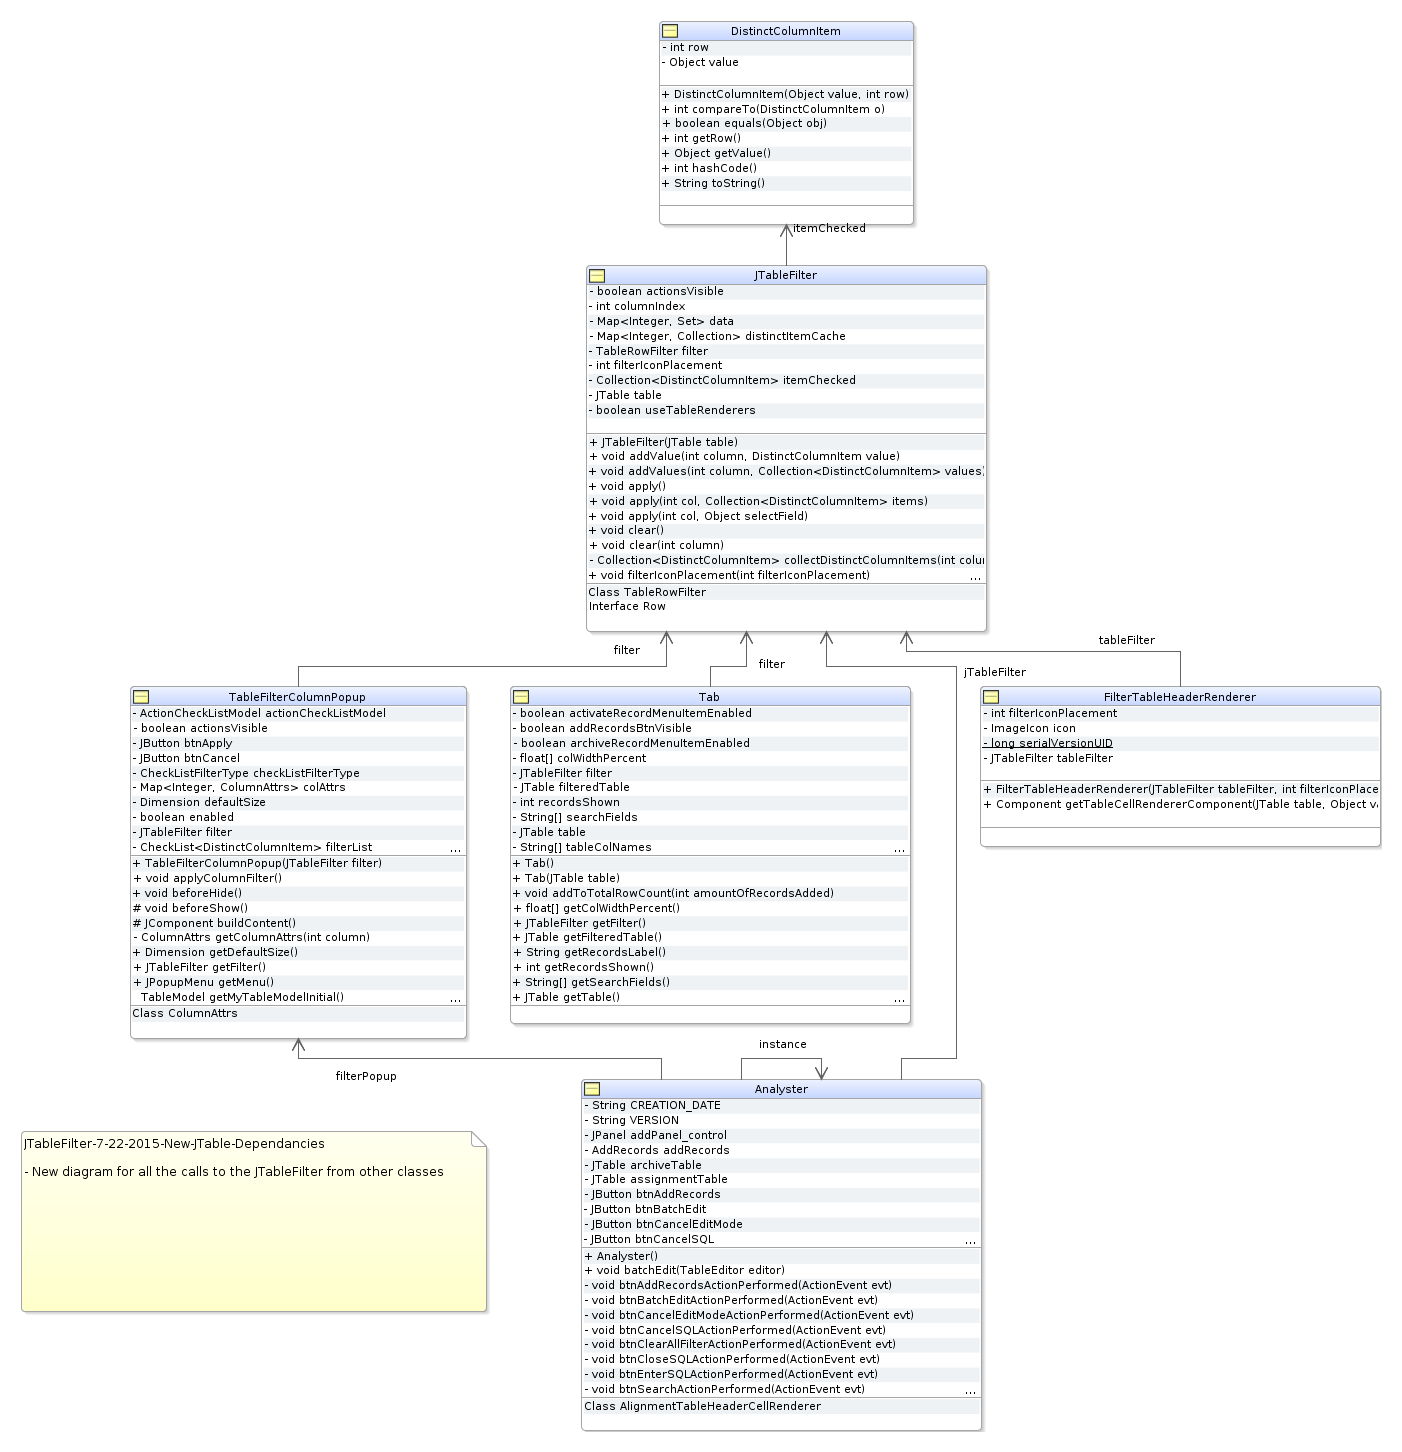 DistinctColumnItem
- int row
- Object value
+ DistinctColumnItem(Object value, int row)
+ int compareTo(DistinctColumnItem o)
+ boolean equals(Object obj)
+ int getRow()
+ Object getValue()
+ int hashCode()
+ String toString()
itemChecked
JTableFilter
- boolean actionsVisible
- int columnIndex
- Map<Integer, Set> data
- Map<Integer, Collection> distinctItemCache
- TableRowFilter filter
- int filterIconPlacement
- Collection<DistinctColumnItem> itemChecked
- JTable table
- boolean useTableRenderers
+ JTableFilter(JTable table)
+ void addValue(int column, DistinctColumnItem value)
+ void addValues(int column, Collection<DistinctColumnItem> values)
+ void apply()
+ void apply(int col, Collection<DistinctColumnItem> items)
+ void apply(int col, Object selectField)
+ void clear()
+ void clear(int column)
- Collection<DistinctColumnItem> collectDistinctColumnItems(int colu
+ void filterIconPlacement(int filterIconPlacement) ...
Class TableRowFilter
Interface Row
filter
filter
jTableFilter
tableFilter
TableFilterColumnPopup
- ActionCheckListModel actionCheckListModel
- boolean actionsVisible
- JButton btnApply
- JButton btnCancel
- CheckListFilterType checkListFilterType
- Map<Integer, ColumnAttrs> colAttrs
- Dimension defaultSize
- boolean enabled
- JTableFilter filter
- CheckList<DistinctColumnItem> filterList ...
+ TableFilterColumnPopup(JTableFilter filter)
+ void applyColumnFilter()
+ void beforeHide()
# void beforeShow()
# JComponent buildContent()
- ColumnAttrs getColumnAttrs(int column)
+ Dimension getDefaultSize()
+ JTableFilter getFilter()
+ JPopupMenu getMenu()
TableModel getMyTableModelInitial() ...
Class ColumnAttrs
Tab
- boolean activateRecordMenuItemEnabled
- boolean addRecordsBtnVisible
- boolean archiveRecordMenuItemEnabled
- float[] colWidthPercent
- JTableFilter filter
- JTable filteredTable
- int recordsShown
- String[] searchFields
- JTable table
- String[] tableColNames ...
+ Tab()
+ Tab(JTable table)
+ void addToTotalRowCount(int amountOfRecordsAdded)
+ float[] getColWidthPercent()
+ JTableFilter getFilter()
+ JTable getFilteredTable()
+ String getRecordsLabel()
+ int getRecordsShown()
+ String[] getSearchFields()
+ JTable getTable() ...
FilterTableHeaderRenderer
- int filterIconPlacement
- ImageIcon icon
- long serialVersionUID
- JTableFilter tableFilter
+ FilterTableHeaderRenderer(JTableFilter tableFilter, int filterIconPlace
+ Component getTableCellRendererComponent(JTable table, Object v
filterPopup
instance
Analyster
- String CREATION_DATE
- String VERSION
- JPanel addPanel_control
- AddRecords addRecords
- JTable archiveTable
- JTable assignmentTable
- JButton btnAddRecords
- JButton btnBatchEdit
- JButton btnCancelEditMode
- JButton btnCancelSQL ...
+ Analyster()
+ void batchEdit(TableEditor editor)
- void btnAddRecordsActionPerformed(ActionEvent evt)
- void btnBatchEditActionPerformed(ActionEvent evt)
- void btnCancelEditModeActionPerformed(ActionEvent evt)
- void btnCancelSQLActionPerformed(ActionEvent evt)
- void btnClearAllFilterActionPerformed(ActionEvent evt)
- void btnCloseSQLActionPerformed(ActionEvent evt)
- void btnEnterSQLActionPerformed(ActionEvent evt)
- void btnSearchActionPerformed(ActionEvent evt) ...
Class AlignmentTableHeaderCellRenderer
JTableFilter-7-22-2015-New-JTable-Dependancies
- New diagram for all the calls to the JTableFilter from other classes